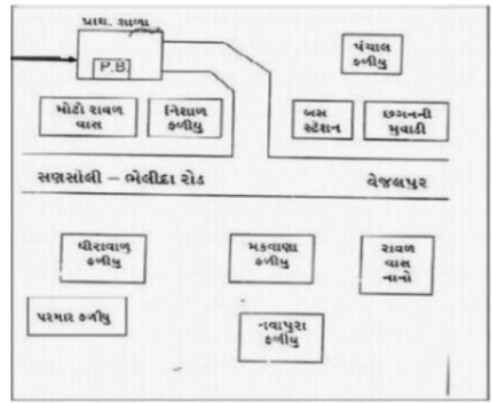 પ્રાથ. શાળા
P.B.
પંચાલ
ફળીયુ
મોટો રાવળ
વાસ
નિશાળ
ફળીયુ
બસ
સ્ટેશન
છગનની
મુવાડી
સણસોલી – ભેલીદા રોડ
વેજલપુર
ધીરાવાળુ
ફળીયુ
મકવાણા
ફળીયુ
રાવળ
વાસ
નાનો
પરમાર ફળીયુ
નવાપુરા
ફળીયુ